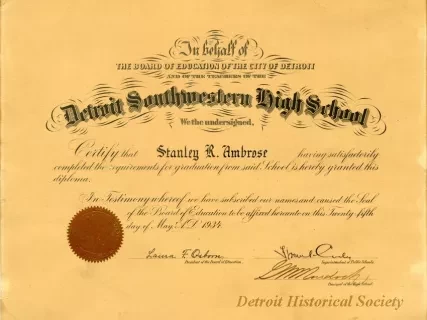 In behalf of
THE BOARD OF EDUCATION OF THE CITY OF DETROIT
AND OF THE TEACHERS OF THE
Detroit Southwestern High School
We the undersigned,
Certify that Stanley R. Ambrose having satisfactorily
completed the requirements for graduation from said School is hereby granted this
diploma.
In Testimony whereof we have subscribed our names and caused the Seal
of the Board of Education to be affixed hereunto on this Twenty fifth
day of May A.D. 1934.
Laura F. Osborn
President of the Board of Education.
Superintendent of Public Schools.
Principal of the High School.
Detroit Historical Society